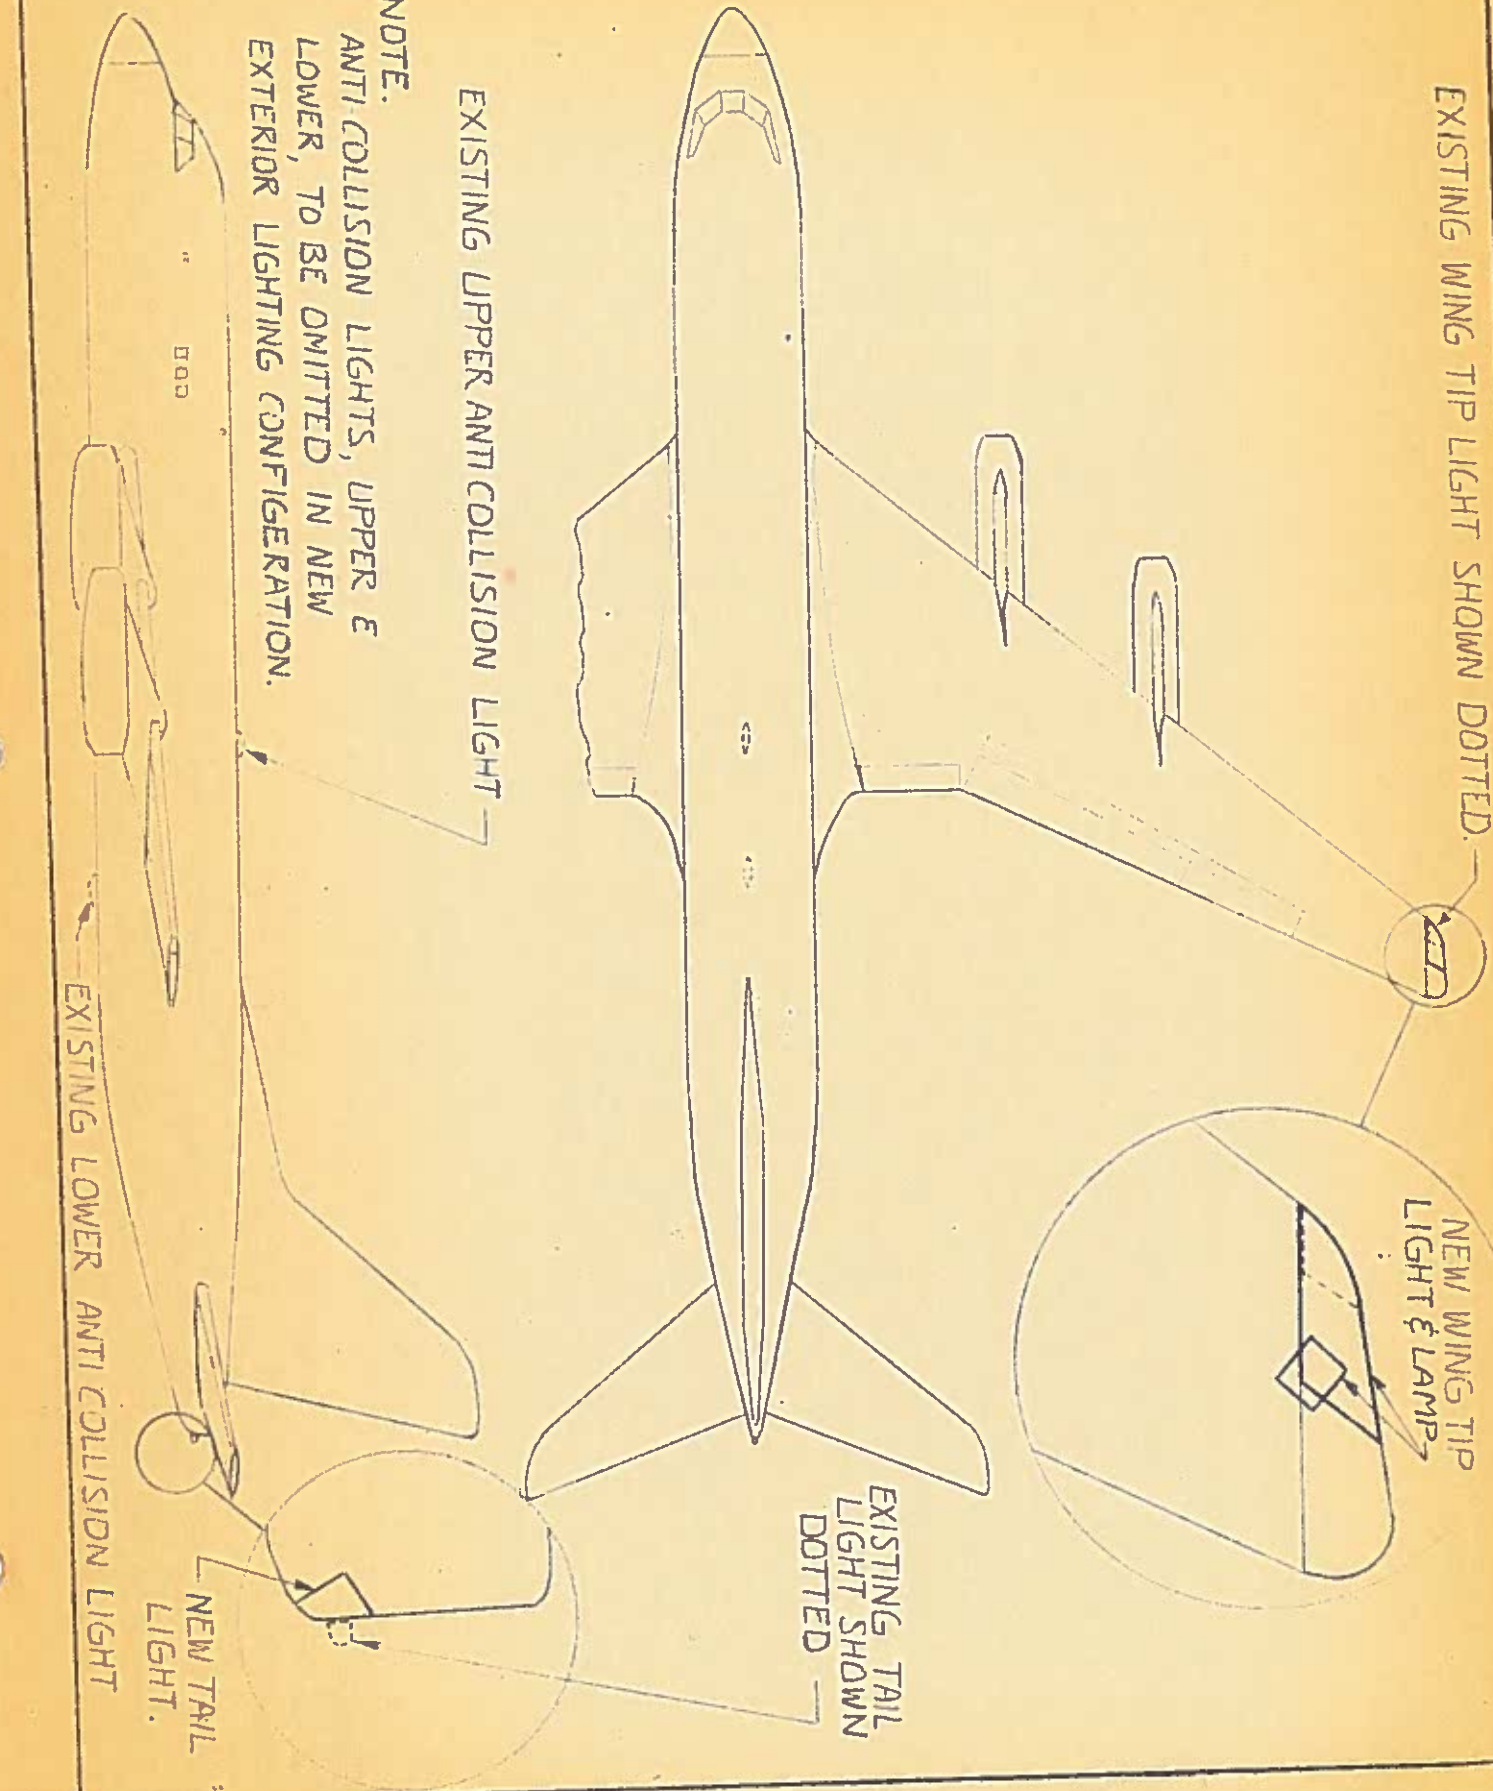 EXISTING WING TIP LIGHT SHOWN DOTTED.
NEW WING TIP
LIGHT & LAMP
EXISTING TAIL
LIGHT SHOWN
DOTTED
EXISTING UPPER ANTI COLLISION LIGHT
NOTE.
ANTI-COLLISION LIGHTS, UPPER E
LOWER, TO BE OMITTED IN NEW
EXTERIOR LIGHTING CONFIGERATION.
NEW TAIL
LIGHT.
EXISTING LOWER ANTI COLLISION LIGHT